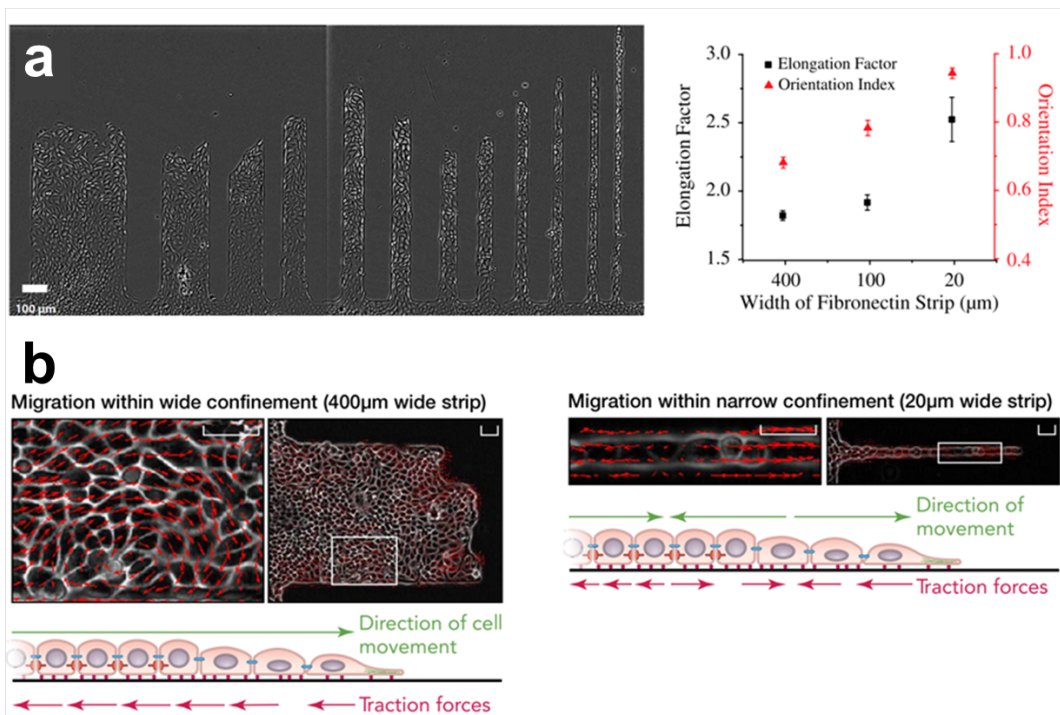 a
100 µm
3.0
2.5
2.0
1.5
Elongation Factor
Elongation Factor
Orientation Index
1.0
0.8
0.6
0.4
Orientation Index
400
100
20
Width of Fibronectin Strip (µm)
b
Migration within wide confinement (400µm wide strip)
Direction of cell
movement
Traction forces
Migration within narrow confinement (20µm wide strip)
Direction of
movement
Traction forces